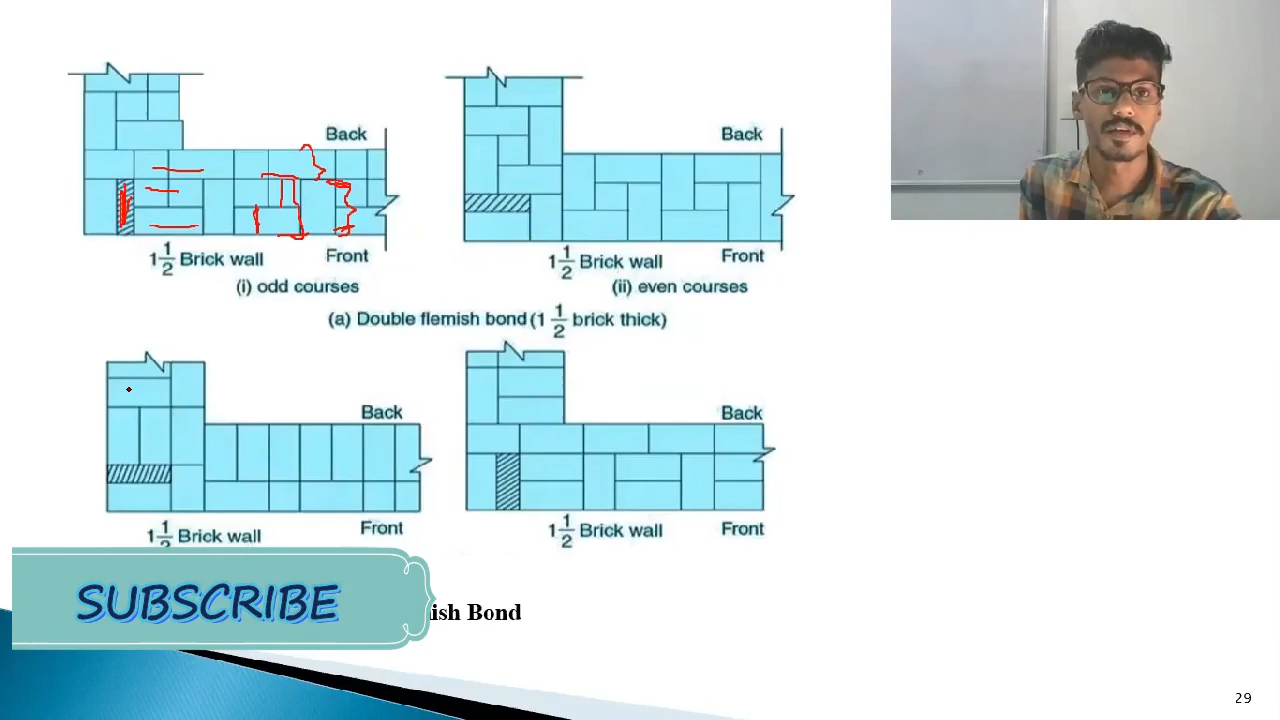 Back
Back
1 1/2 Brick wall
Front
1 1/2 Brick wall
Front
(i) odd courses
(ii) even courses
(a) Double flemish bond (1 1/2 brick thick)
Back
Back
1 1/2 Brick wall
Front
1 1/2 Brick wall
Front
SUBSCRIBE
Bond
29